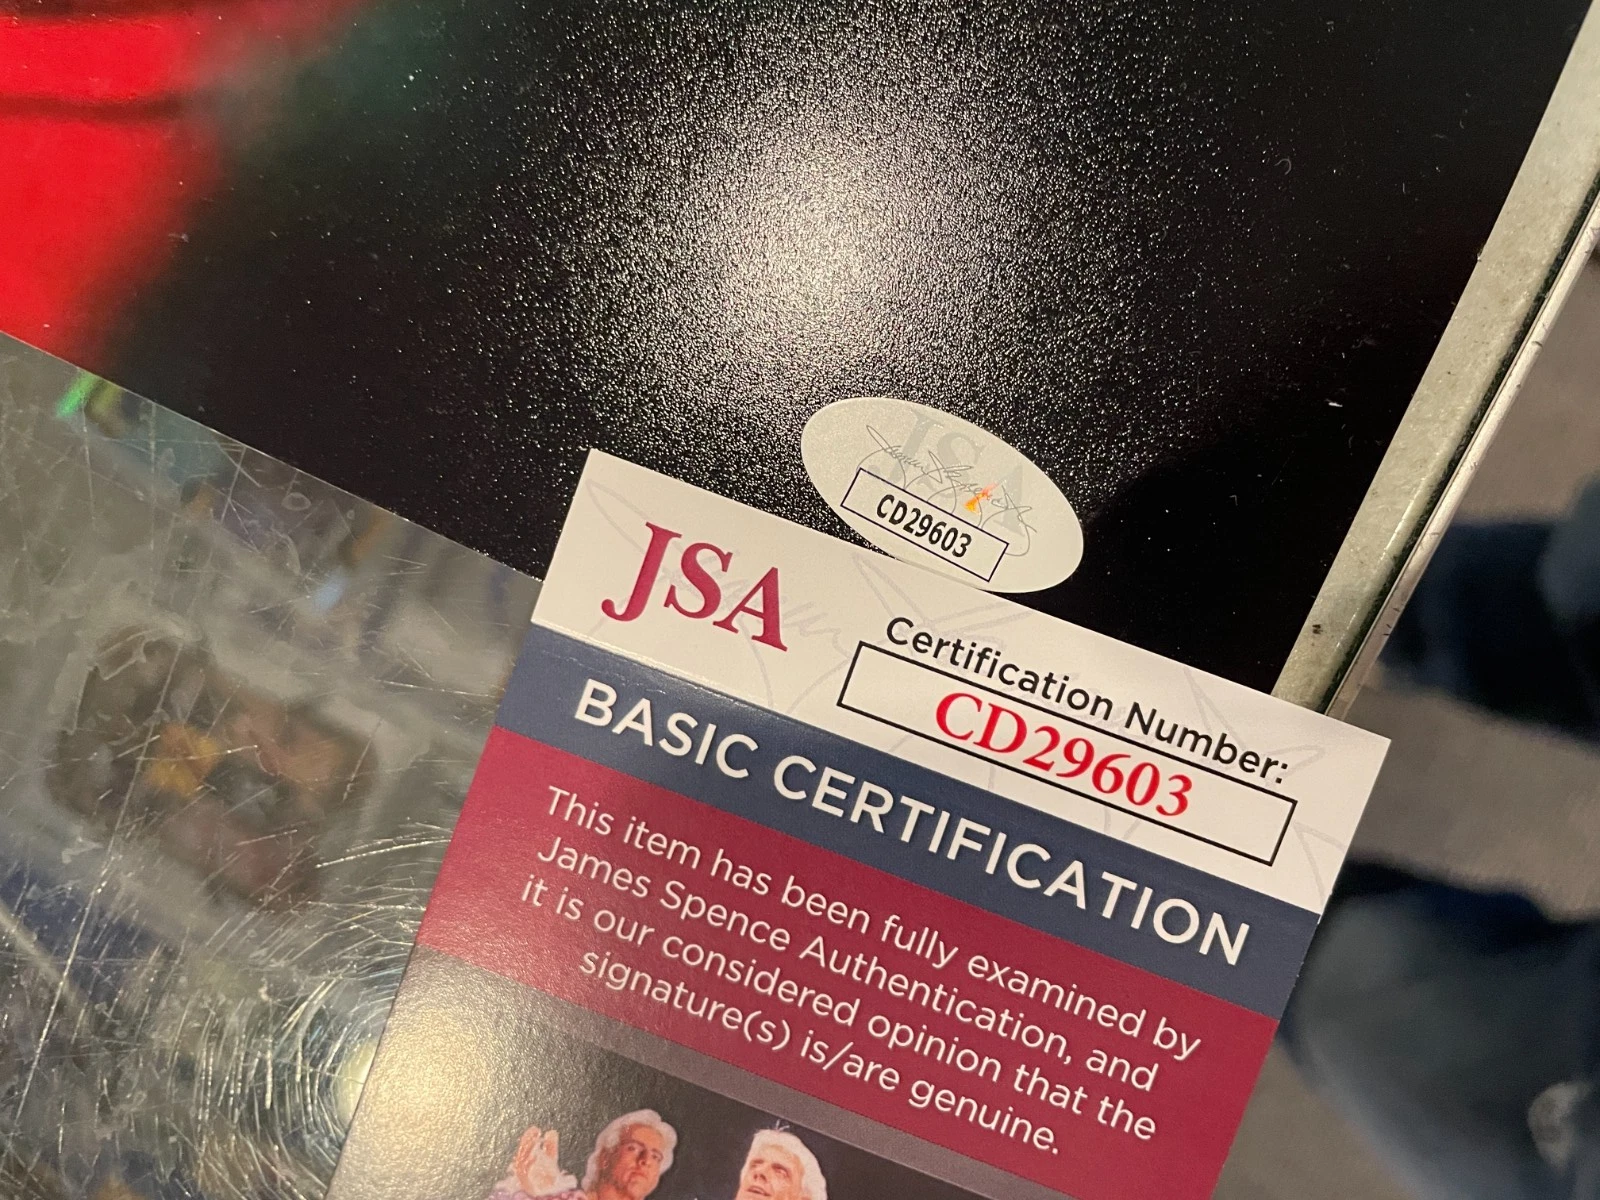 JSA
CD29603
JSA
Certification Number:
CD29603
BASIC CERTIFICATION
This item has been fully examined by
James Spence Authentication, and
it is our considered opinion that the
signature(s) is/are genuine.